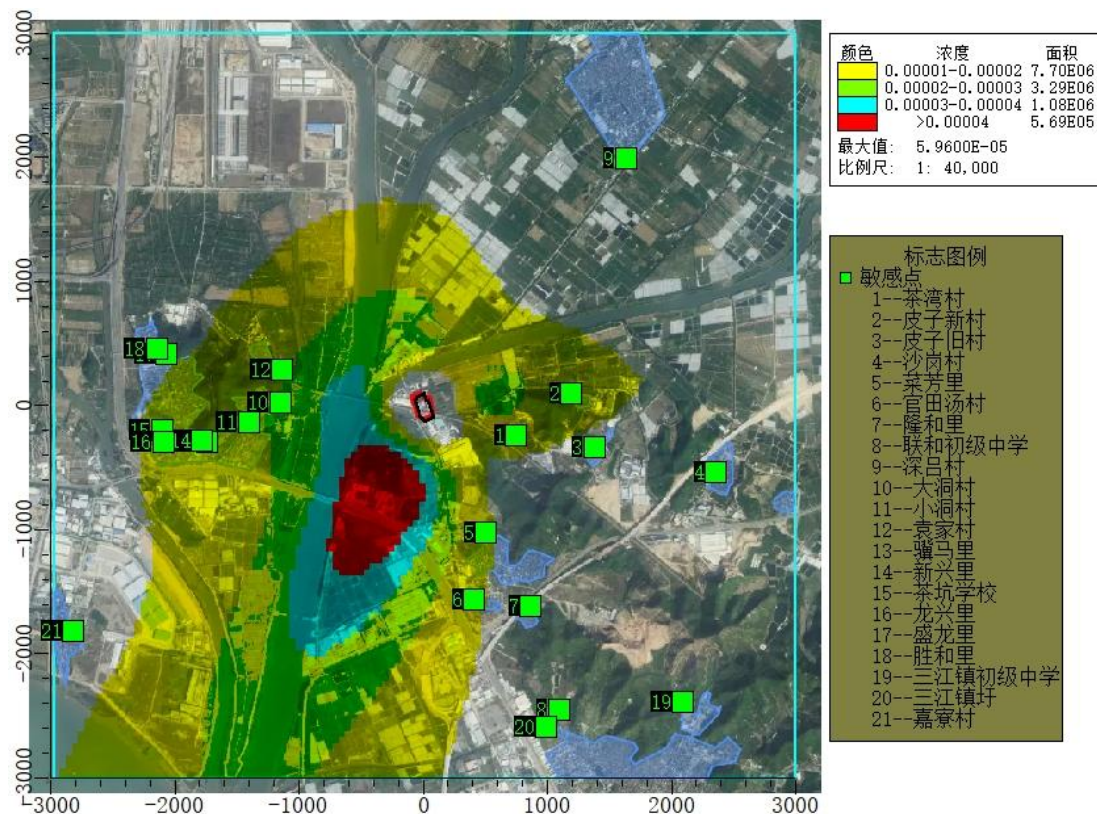 3000
2000
1000
0
-1000
-2000
-3000
-3000
-2000
-1000
0
1000
2000
3000
9
18
12
10
11
15
16
14
2
1
3
4
5
6
7
21
8
20
19
颜色 浓度 面积
0.00001-0.00002 7.70E06
0.00002-0.00003 3.29E06
0.00003-0.00004 1.08E06
>0.00004 5.69E05
最大值: 5.9600E-05
比例尺: 1: 40,000
标志图例
敏感点
1--茶湾村
2--皮子新村
3--皮子旧村
4--沙岗村
5--菜芳里
6--官田汤村
7--隆和里
8--联和初级中学
9--深吕村
10--大洞村
11--小洞村
12--袁家村
13--骥马里
14--新兴里
15--茶坑学校
16--龙兴里
17--盛龙里
18--胜和里
19--三江镇初级中学
20--三江镇圩
21--嘉寮村